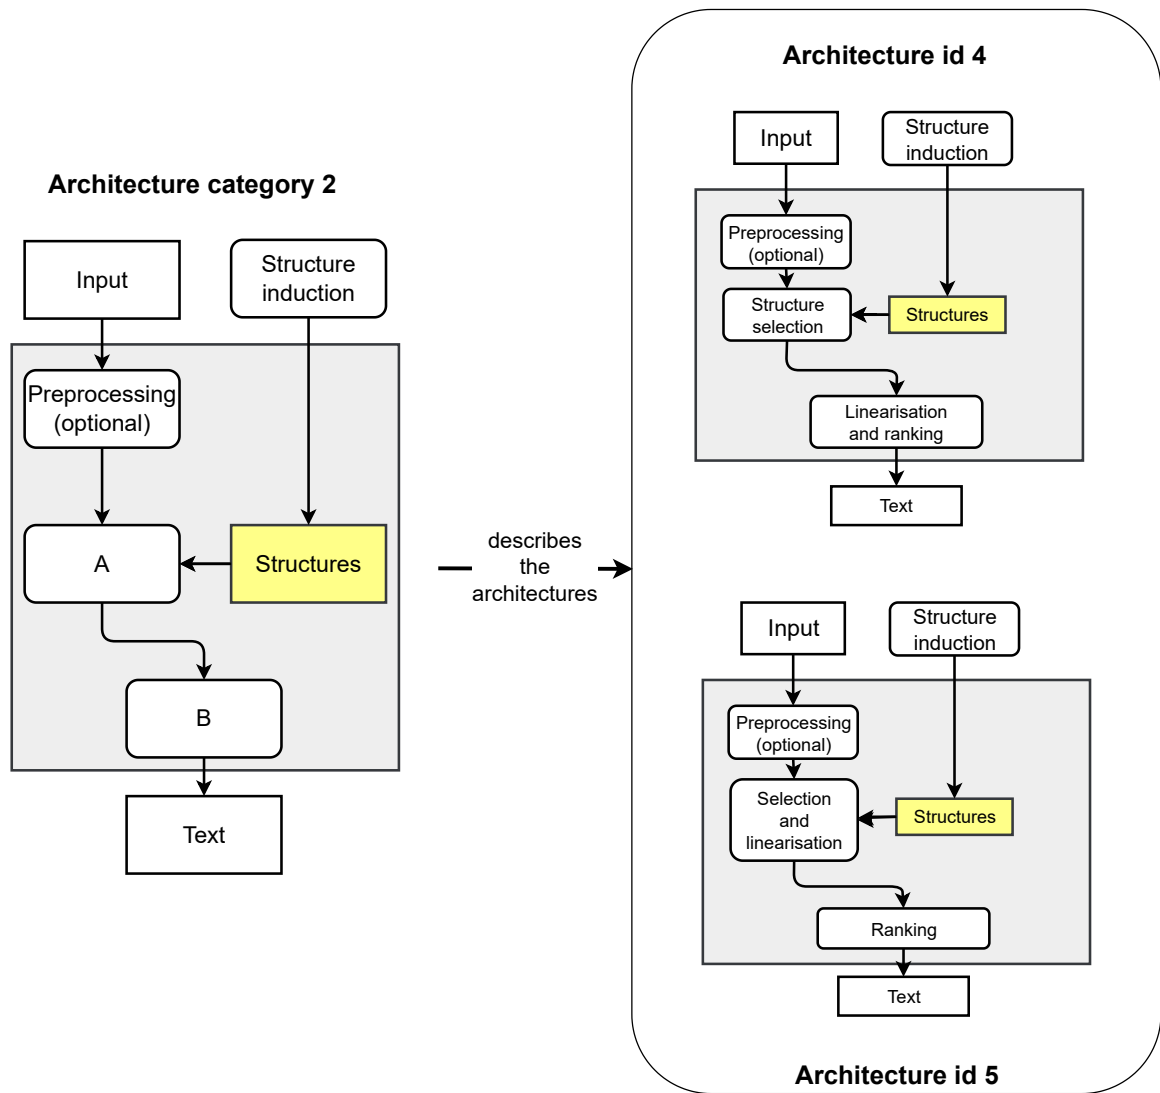 Architecture category 2
Input
Structure
induction
Preprocessing
(optional)
A
Structures
B
Text
describes
the
architectures
Architecture id 4
Input
Structure
induction
Preprocessing
(optional)
Structure
selection
Structures
Linearisation
and ranking
Text
Input
Structure
induction
Preprocessing
(optional)
Selection
and
linearisation
Structures
Ranking
Text
Architecture id 5